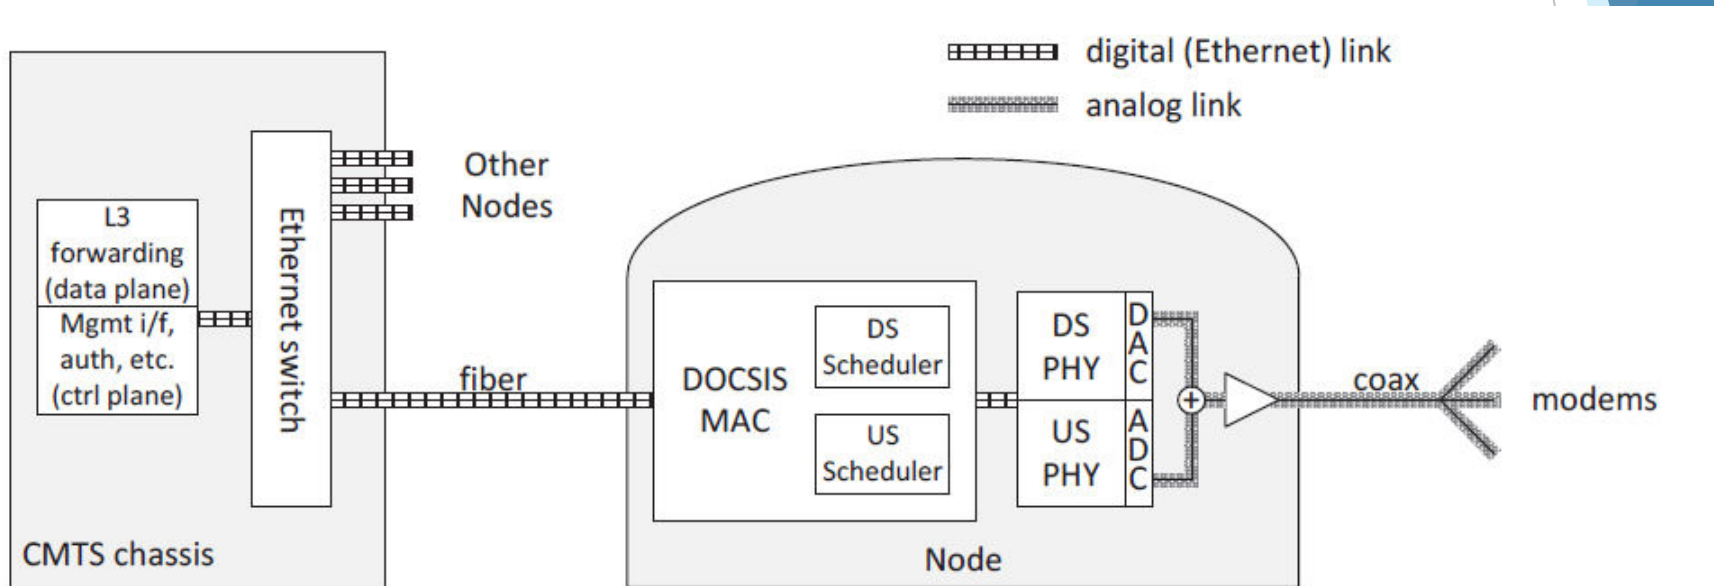 digital (Ethernet) link
analog link
Other
Nodes
L3
forwarding
(data plane)
Mgmt i/f,
auth, etc.
(ctrl plane)
Ethernet switch
CMTS chassis
fiber
DOCSIS
MAC
DS
Scheduler
US
Scheduler
DS
PHY
DAC
US
PHY
ADC
+
Node
coax
modems